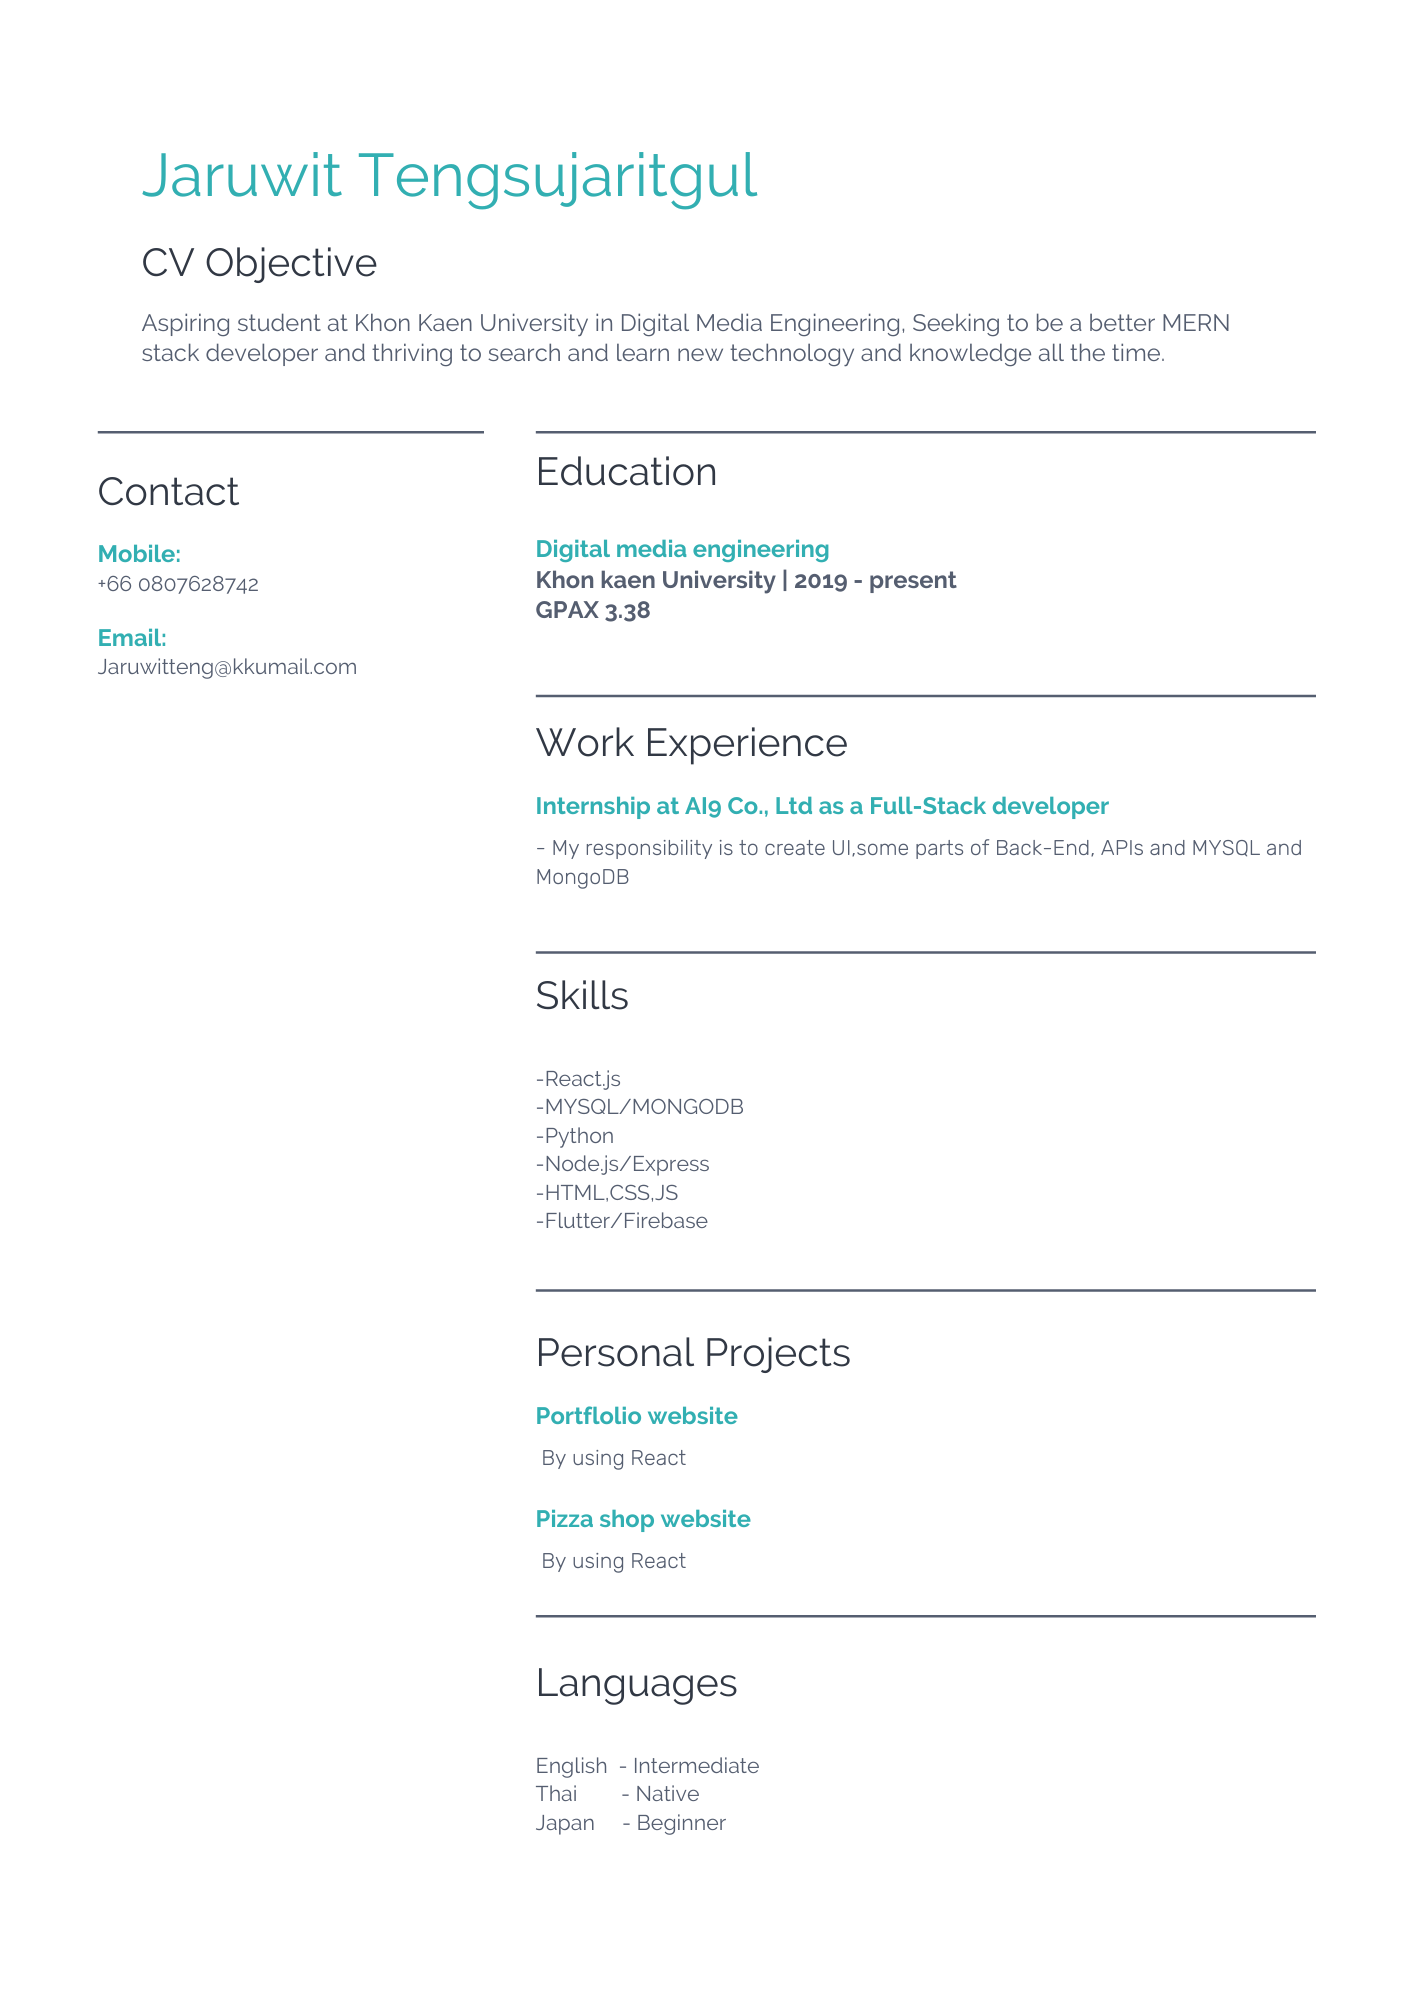 Jaruwit Tengsujaritgul
CV Objective
Aspiring student at Khon Kaen University in Digital Media Engineering, Seeking to be a better MERN
stack developer and thriving to search and learn new technology and knowledge all the time.
Contact
Mobile:
+66 0807628742
Email:
Jaruwitteng@kkumail.com
Education
Digital media engineering
Khon kaen University | 2019 - present
GPAX 3.38
Work Experience
Internship at AI9 Co., Ltd as a Full-Stack developer
- My responsibility is to create UI,some parts of Back-End, APIs and MYSQL and
MongoDB
Skills
-React.js
-MYSQL/MONGODB
-Python
-Node.js/Express
-HTML,CSS,JS
-Flutter/Firebase
Personal Projects
Portflolio website
By using React
Pizza shop website
By using React
Languages
English - Intermediate
Thai - Native
Japan - Beginner